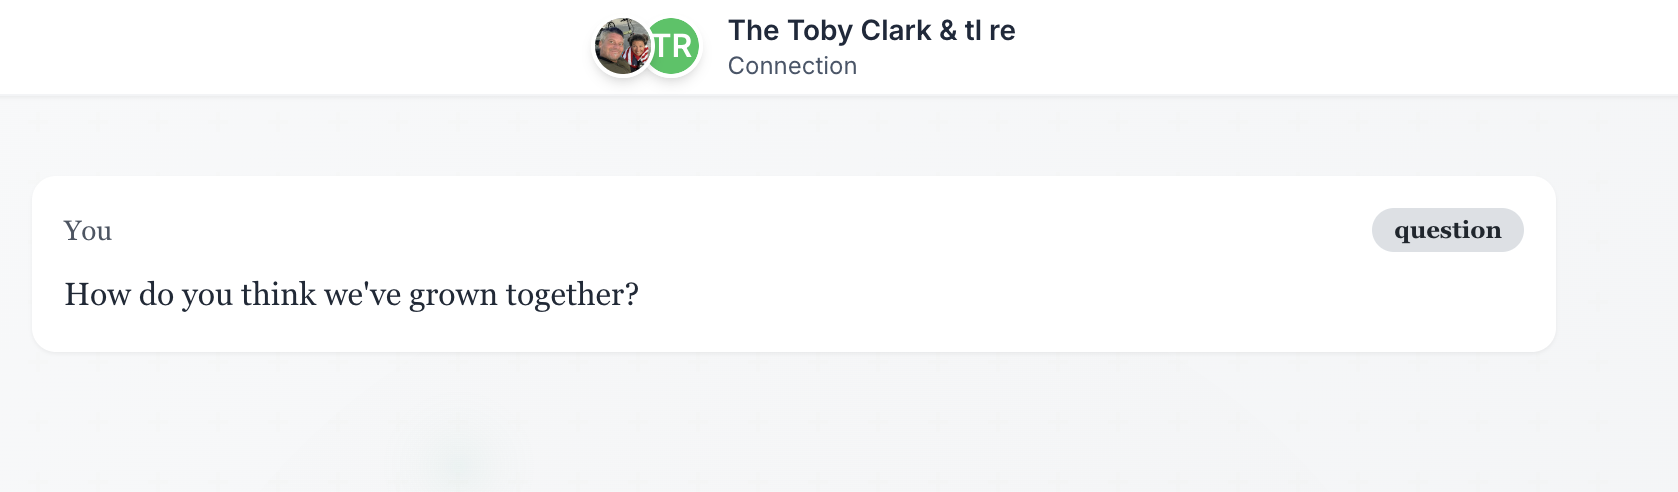 TR
The Toby Clark & tl re
Connection
You
question
How do you think we've grown together?